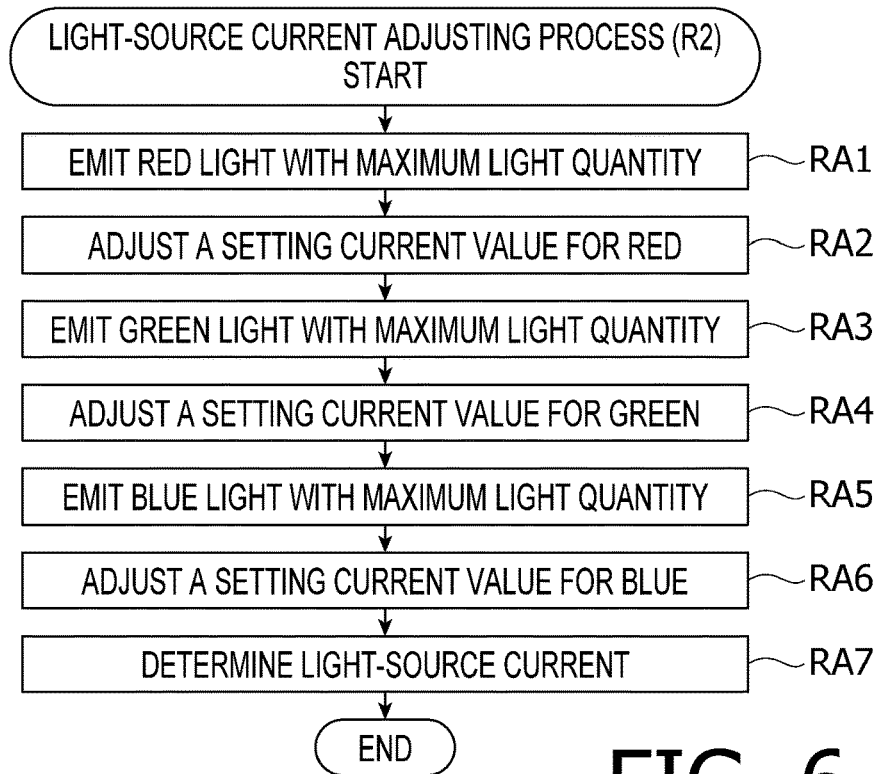 LIGHT-SOURCE CURRENT ADJUSTING PROCESS (R2)
START
EMIT RED LIGHT WITH MAXIMUM LIGHT QUANTITY
RA1
ADJUST A SETTING CURRENT VALUE FOR RED
RA2
EMIT GREEN LIGHT WITH MAXIMUM LIGHT QUANTITY
RA3
ADJUST A SETTING CURRENT VALUE FOR GREEN
RA4
EMIT BLUE LIGHT WITH MAXIMUM LIGHT QUANTITY
RA5
ADJUST A SETTING CURRENT VALUE FOR BLUE
RA6
DETERMINE LIGHT-SOURCE CURRENT
RA7
END
FIG. 6